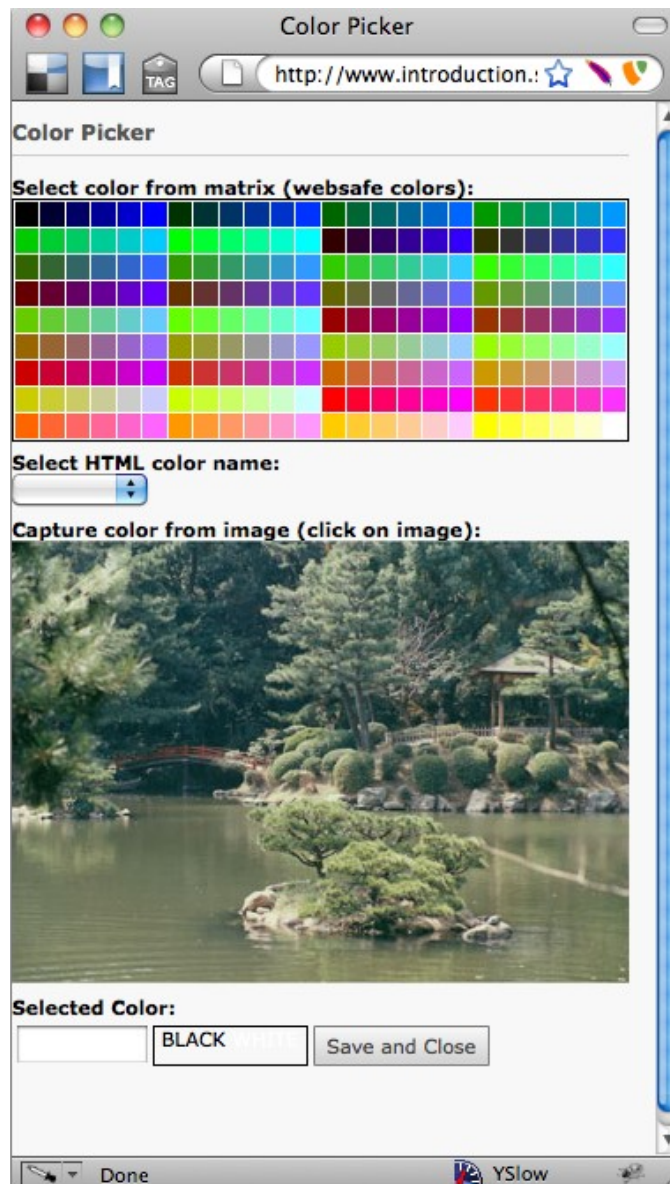 Color Picker
TAG
http://www.introduction.s
Color Picker
Select color from matrix (websafe colors):
Select HTML color name:
Capture color from image (click on image):
Selected Color:
BLACK WHITE
Save and Close
Done
YSlow